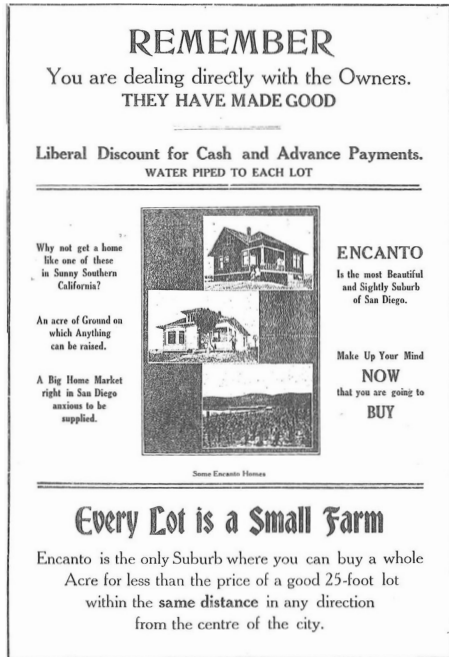 REMEMBER
You are dealing directly with the Owners.
THEY HAVE MADE GOOD
Liberal Discount for Cash and Advance Payments.
WATER PIPED TO EACH LOT
Why not get a home
like one of these
in Sunny Southern
California?
An acre of Ground on
which Anything
can be raised.
A Big Home Market
right in San Diego
anxious to be
supplied.
ENCANTO
Is the most Beautiful
and Sightly Suburb
of San Diego.
Make Up Your Mind
NOW
that you are going to
BUY
Some Encanto Homes
Every Lot is a Small Farm
Encanto is the only Suburb where you can buy a whole
Acre for less than the price of a good 25-foot lot
within the same distance in any direction
from the centre of the city.